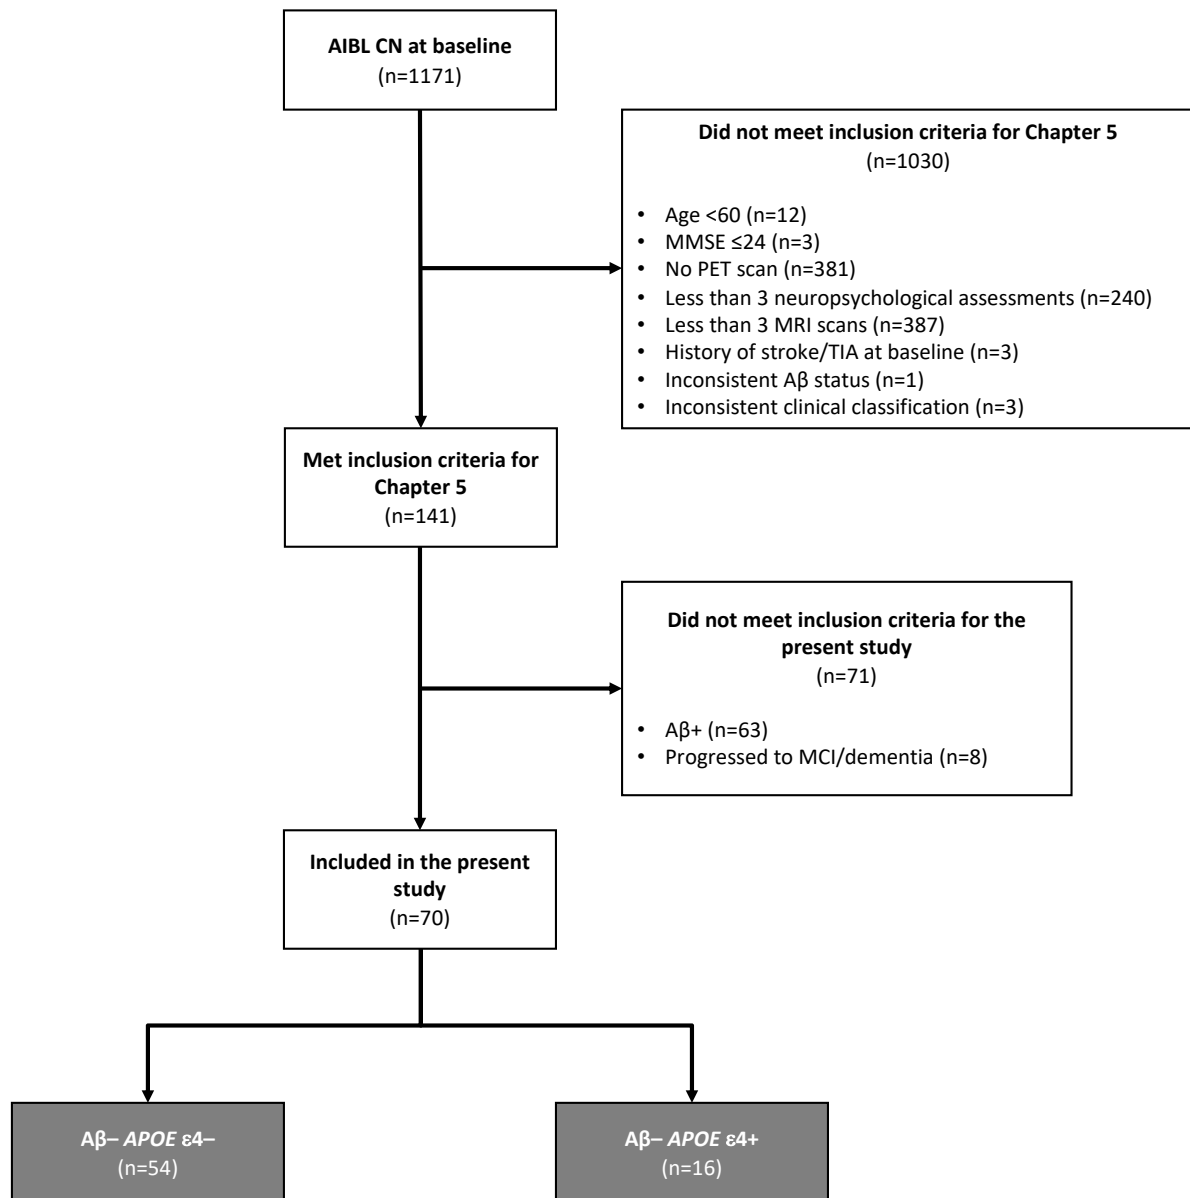 AIBL CN at baseline
(n=1171)
Did not meet inclusion criteria for Chapter 5
(n=1030)
• Age <60 (n=12)
• MMSE ≤24 (n=3)
• No PET scan (n=381)
• Less than 3 neuropsychological assessments (n=240)
• Less than 3 MRI scans (n=387)
• History of stroke/TIA at baseline (n=3)
• Inconsistent Aβ status (n=1)
• Inconsistent clinical classification (n=3)
Met inclusion criteria for
Chapter 5
(n=141)
Did not meet inclusion criteria for the
present study
(n=71)
• Aβ+ (n=63)
• Progressed to MCI/dementia (n=8)
Included in the present
study
(n=70)
Aβ– APOE ε4–
(n=54)
Aβ– APOE ε4+
(n=16)